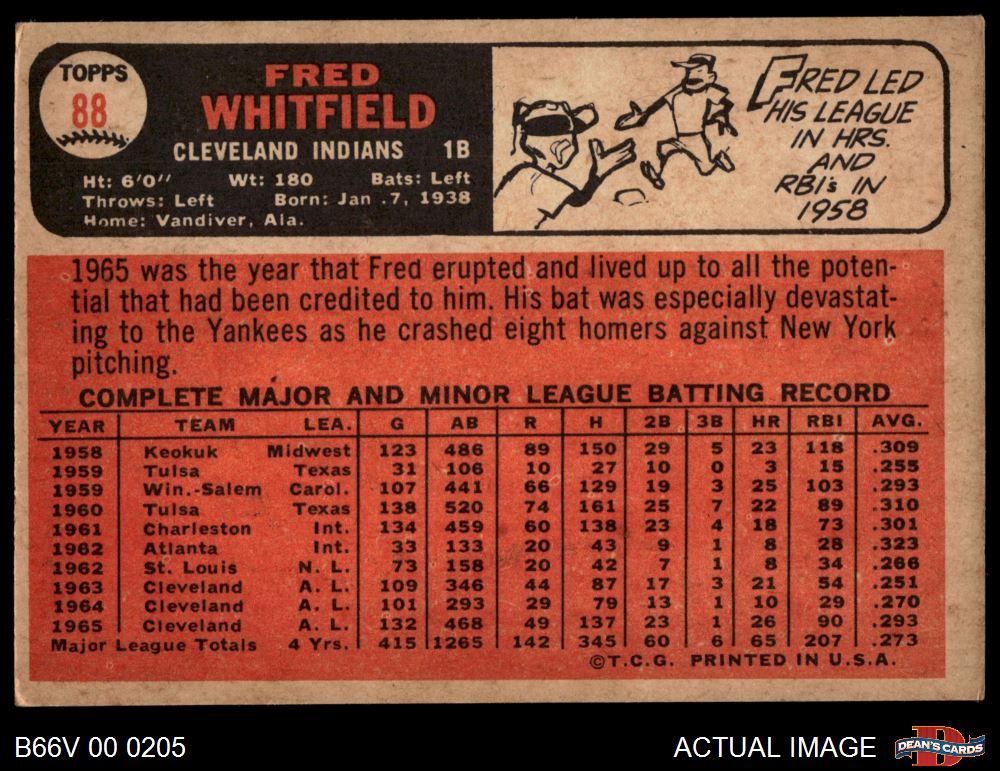 TOPPS
88
FRED
WHITFIELD
CLEVELAND INDIANS 1B
Ht: 6'0" Wt: 180 Bats: Left
Throws: Left Born: Jan .7, 1938
Home: Vandiver, Ala.
FRED LED
HIS LEAGUE
IN HRS.
AND
RBI's IN
1958
1965 was the year that Fred erupted and lived up to all the poten-
tial that had been credited to him. His bat was especially devastat-
ing to the Yankees as he crashed eight homers against New York
pitching.
COMPLETE MAJOR AND MINOR LEAGUE BATTING RECORD
YEAR TEAM LEA. G AB R H 2B 3B HR RBI AVG.
1958 Keokuk Midwest 123 486 89 150 29 5 23 118 .309
1959 Tulsa Texas 31 106 10 27 10 0 3 15 .255
1959 Win.-Salem Carol. 107 441 66 129 19 3 25 103 .293
1960 Tulsa Texas 138 520 74 161 25 7 22 89 .310
1961 Charleston Int. 134 459 60 138 23 4 18 73 .301
1962 Atlanta Int. 33 133 20 43 9 1 8 28 .323
1962 St. Louis N. L. 73 158 20 42 7 1 8 34 .266
1963 Cleveland A. L. 109 346 44 87 17 3 21 54 .251
1964 Cleveland A. L. 101 293 29 79 13 1 10 29 .270
1965 Cleveland A. L. 132 468 49 137 23 1 26 90 .293
Major League Totals 4 Yrs. 415 1265 142 345 60 6 65 207 .273
©T.C.G. PRINTED IN U.S.A.
B66V 00 0205
ACTUAL IMAGE
D
DEAN'S CARDS